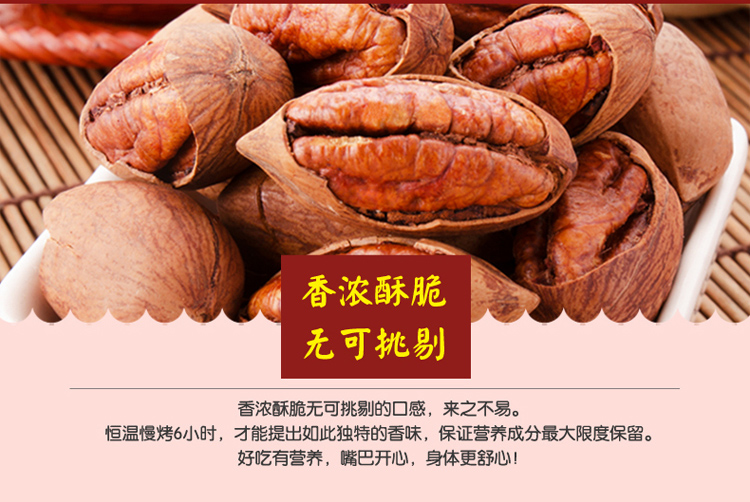 香浓酥脆
无可挑剔
香浓酥脆无可挑剔的口感，来之不易。
恒温慢烤6小时，才能提出如此独特的香味，保证营养成分最大限度保留。
好吃有营养，嘴巴开心，身体更舒心！